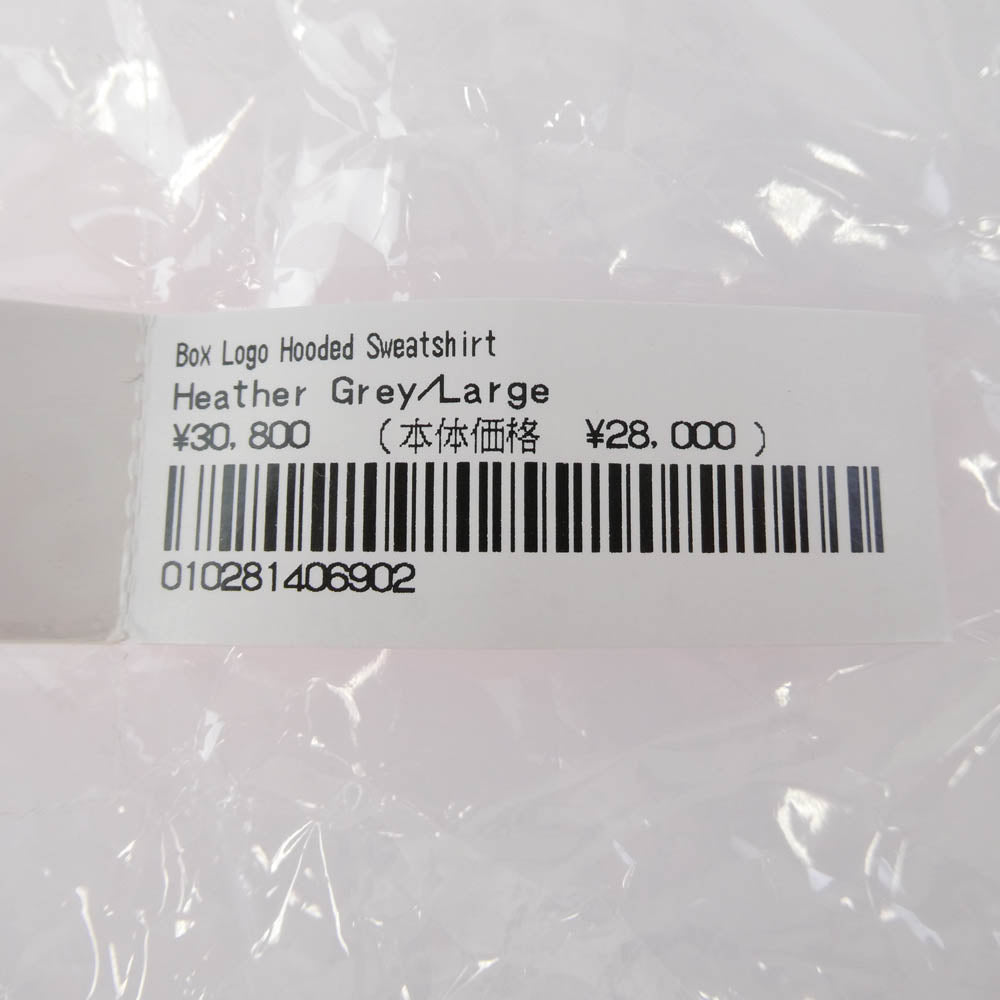 Box Logo Hooded Sweatshirt
Heather Grey/Large
¥30,800 (本体価格 ¥28,000)
010281406902